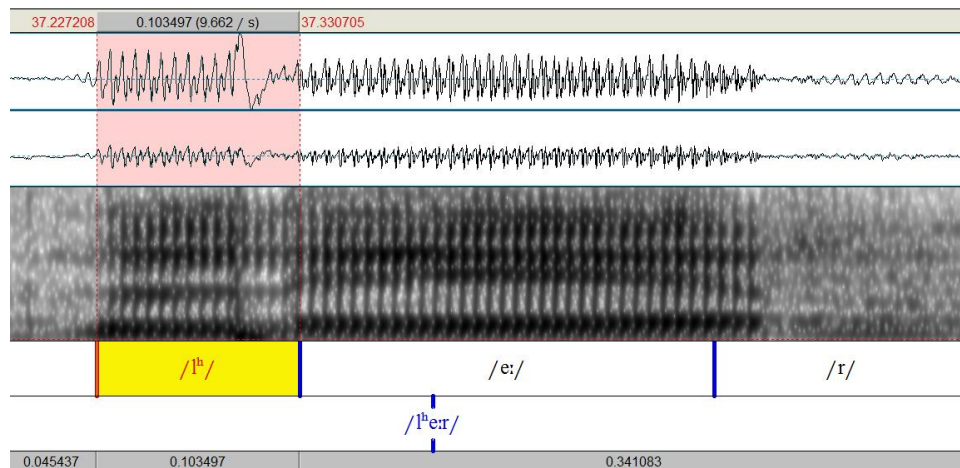 37.227208 0.103497 (9.662 / s) 37.330705
/lʰ/ /eː/ /r/
/lʰeːr/
0.045437 0.103497 0.341083